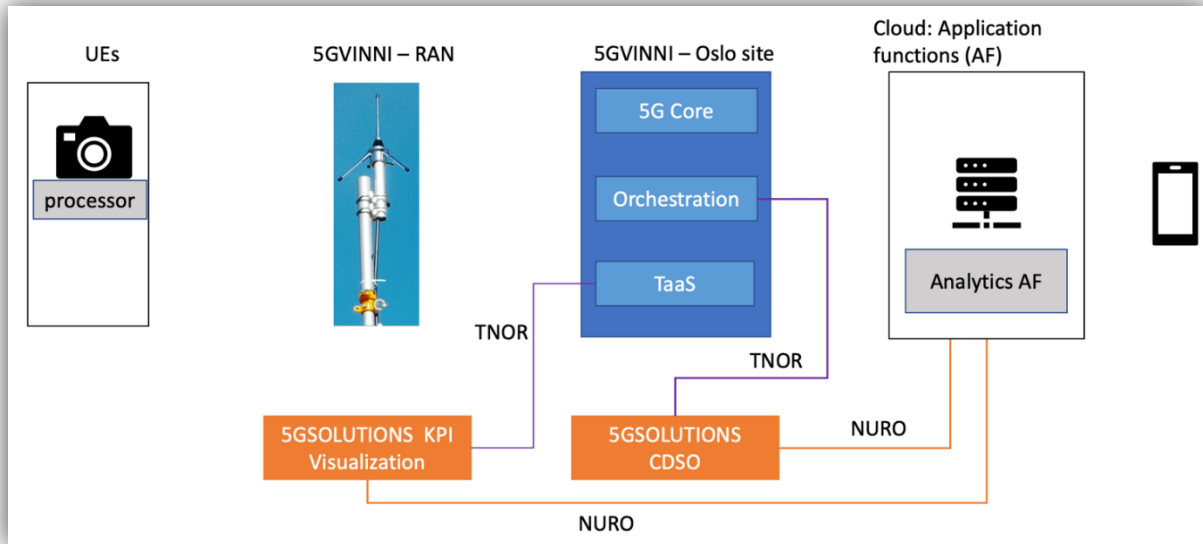 UEs
5GVINNI – RAN
5GVINNI – Oslo site
Cloud: Application
functions (AF)
processor
5G Core
Orchestration
TaaS
Analytics AF
TNOR
TNOR
5GSOLUTIONS KPI
Visualization
5GSOLUTIONS
CDSO
NURO
NURO